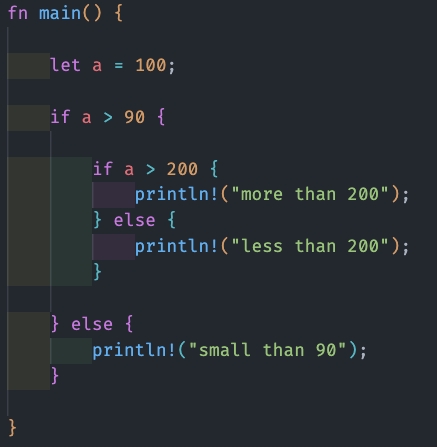 fn main() {
let a = 100;
if a > 90 {
if a > 200 {
println!("more than 200");
} else {
println!("less than 200");
}
} else {
println!("small than 90");
}
}